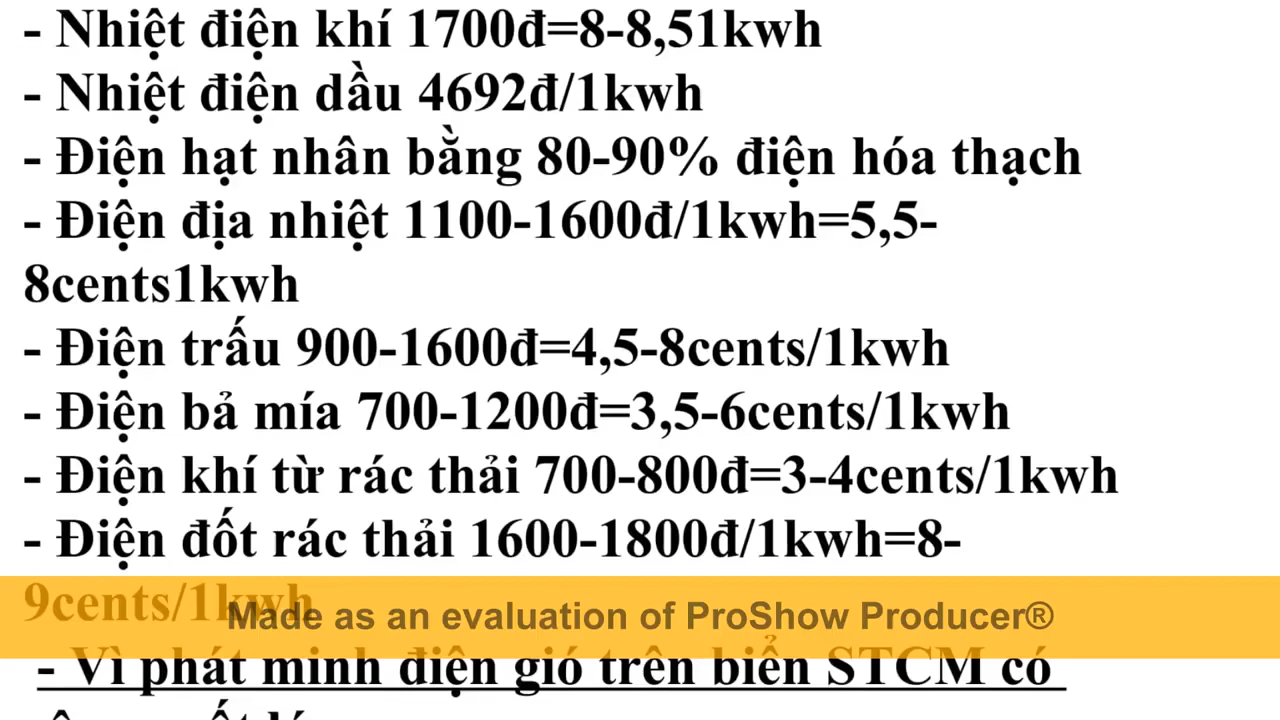 - Nhiệt điện khí 1700đ=8-8,51kwh
- Nhiệt điện dầu 4692đ/1kwh
- Điện hạt nhân bằng 80-90% điện hóa thạch
- Điện địa nhiệt 1100-1600đ/1kwh=5,5-
8cents1kwh
- Điện trấu 900-1600đ=4,5-8cents/1kwh
- Điện bả mía 700-1200đ=3,5-6cents/1kwh
- Điện khí từ rác thải 700-800đ=3-4cents/1kwh
- Điện đốt rác thải 1600-1800đ/1kwh=8-
9cents/1kwh
Made as an evaluation of ProShow Producer®
- Vì phát minh điện gió trên biển STCM có